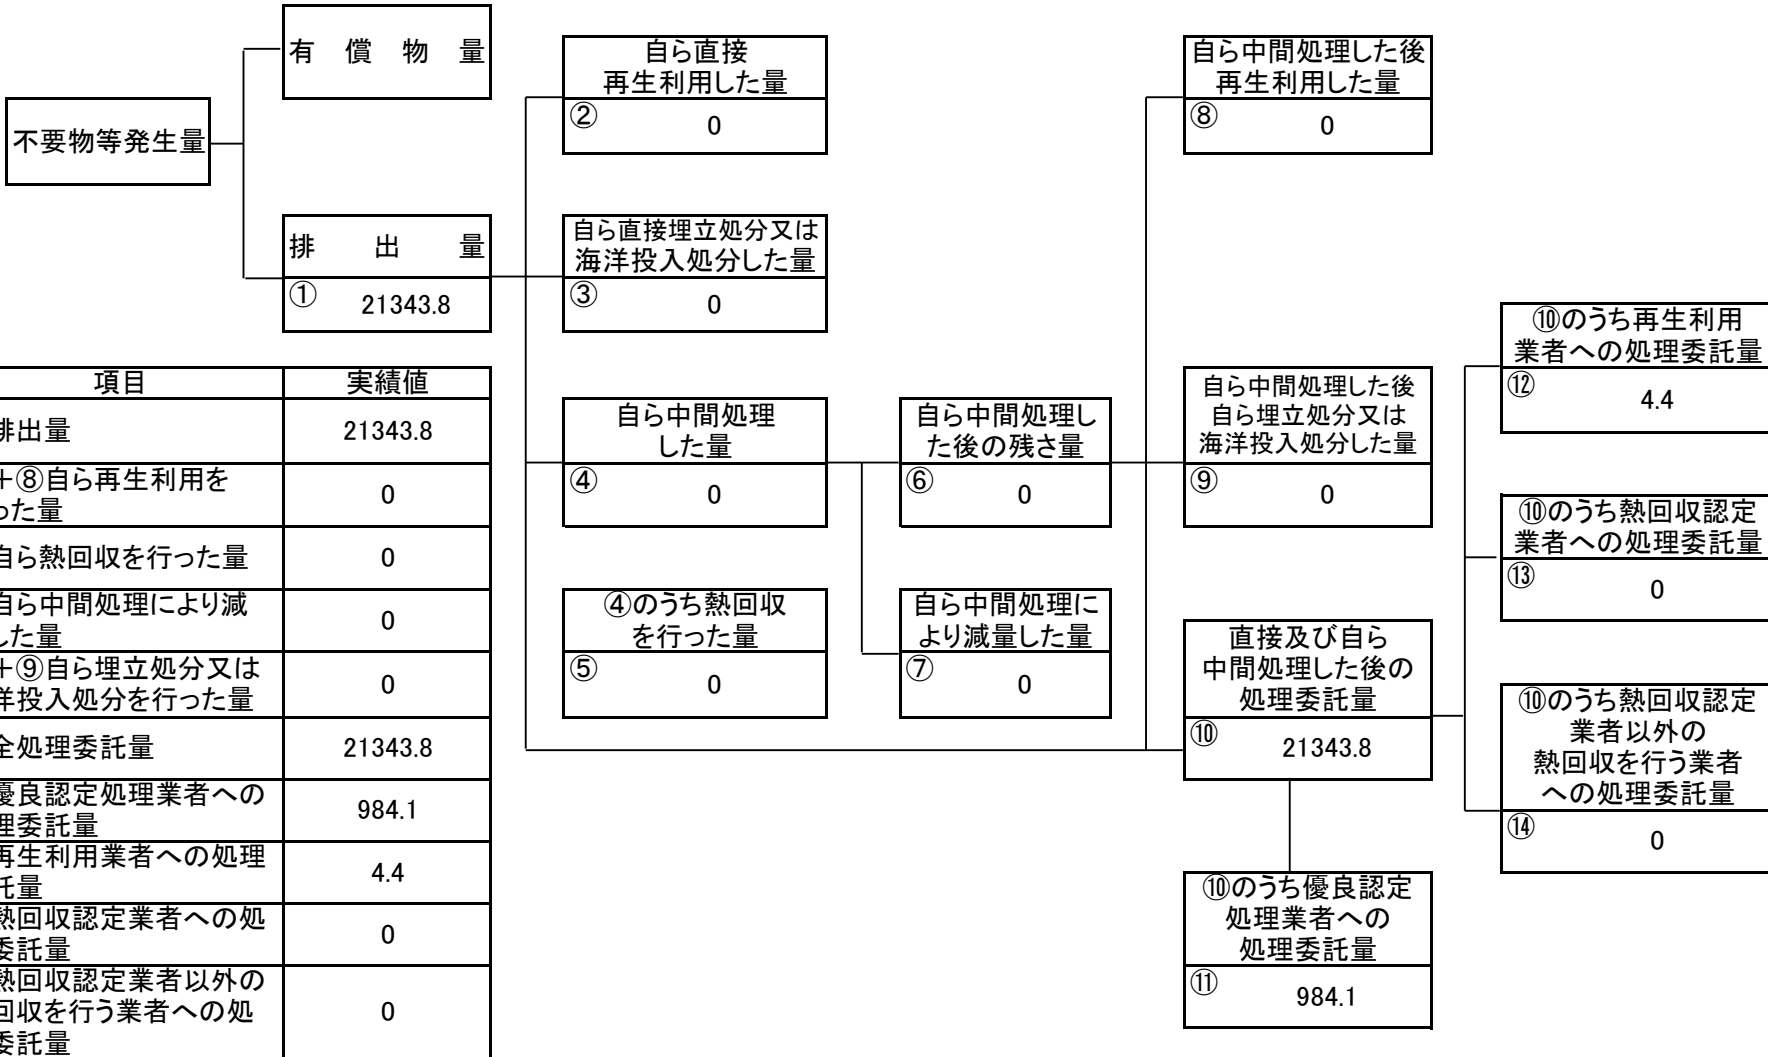 有償物量
不要物等発生量
排出量
① 21343.8
自ら直接
再生利用した量
② 0
自ら直接埋立処分又は
海洋投入処分した量
③ 0
自ら中間処理
した量
④ 0
④のうち熱回収
を行った量
⑤ 0
自ら中間処理し
た後の残さ量
⑥ 0
自ら中間処理に
より減量した量
⑦ 0
自ら中間処理した後
再生利用した量
⑧ 0
自ら中間処理した後
自ら埋立処分又は
海洋投入処分した量
⑨ 0
直接及び自ら
中間処理した後の
処理委託量
⑩ 21343.8
⑩のうち優良認定
処理業者への
処理委託量
⑪ 984.1
⑩のうち再生利用
業者への処理委託量
⑫ 4.4
⑩のうち熱回収認定
業者への処理委託量
⑬ 0
⑩のうち熱回収認定
業者以外の
熱回収を行う業者
への処理委託量
⑭ 0
項目 実績値
排出量 21343.8
+⑧自ら再生利用を
った量 0
自ら熱回収を行った量 0
自ら中間処理により減
した量 0
+⑨自ら埋立処分又は
洋投入処分を行った量 0
全処理委託量 21343.8
優良認定処理業者への
理委託量 984.1
再生利用業者への処理
託量 4.4
熱回収認定業者への処
委託量 0
熱回収認定業者以外の
回収を行う業者への処
委託量 0